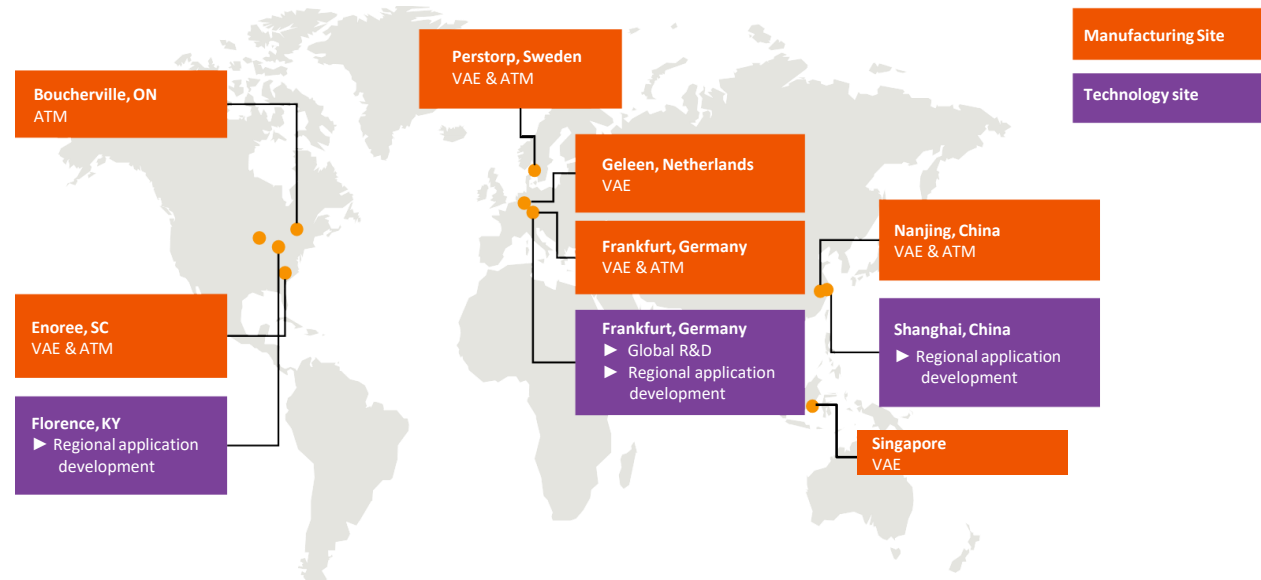 Manufacturing Site
Technology site
Perstorp, Sweden
VAE & ATM
Boucherville, ON
ATM
Geleen, Netherlands
VAE
Frankfurt, Germany
VAE & ATM
Nanjing, China
VAE & ATM
Enoree, SC
VAE & ATM
Frankfurt, Germany
► Global R&D
► Regional application
development
Shanghai, China
► Regional application
development
Florence, KY
► Regional application
development
Singapore
VAE